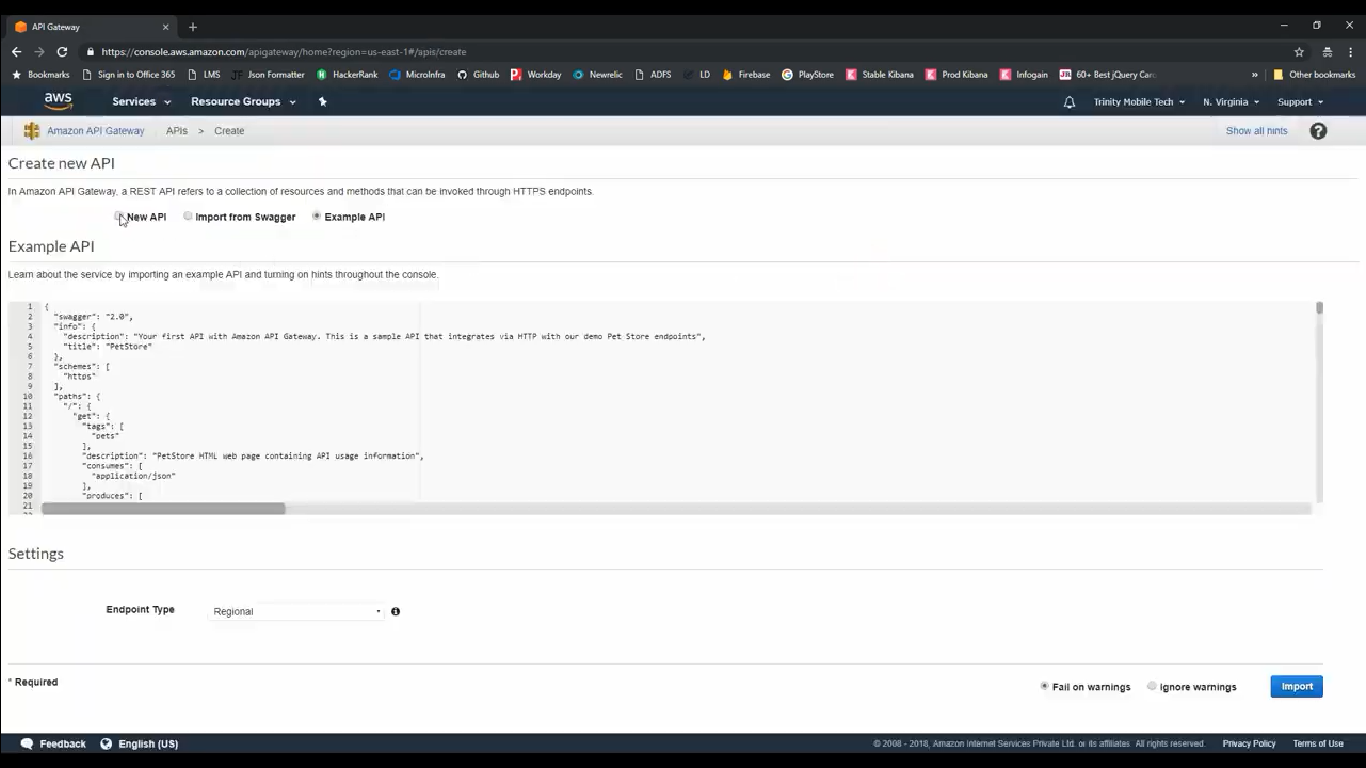 API Gateway
https://console.aws.amazon.com/apigateway/home?region=us-east-1#/apis/create
Bookmarks Sign in to Office 365 LMS Json Formatter HackerRank MicroInfra Github Workday Newrelic ADFS LD Firebase PlayStore Stable Kibana Prod Kibana Infogain 60+ Best jQuery Car » Other bookmarks
aws Services Resource Groups Trinity Mobile Tech N. Virginia Support
Amazon API Gateway APIs > Create Show all hints ?
Create new API
In Amazon API Gateway, a REST API refers to a collection of resources and methods that can be invoked through HTTPS endpoints.
New API Import from Swagger Example API
Example API
Learn about the service by importing an example API and turning on hints throughout the console.
1 {
2 "swagger": "2.0",
3 "info": {
4 "description": "Your first API with Amazon API Gateway. This is a sample API that integrates via HTTP with our demo Pet Store endpoints",
5 "title": "PetStore"
6 },
7 "schemes": [
8 "https"
9 ],
10 "paths": {
11 "/": {
12 "get": {
13 "tags": [
14 "pets"
15 ],
16 "description": "PetStore HTML web page containing API usage information",
17 "consumes": [
18 "application/json"
19 ],
20 "produces": [
21
Settings
Endpoint Type Regional
* Required Fail on warnings Ignore warnings Import
Feedback English (US) © 2008 - 2018, Amazon Internet Services Private Ltd. or its affiliates. All rights reserved. Privacy Policy Terms of Use